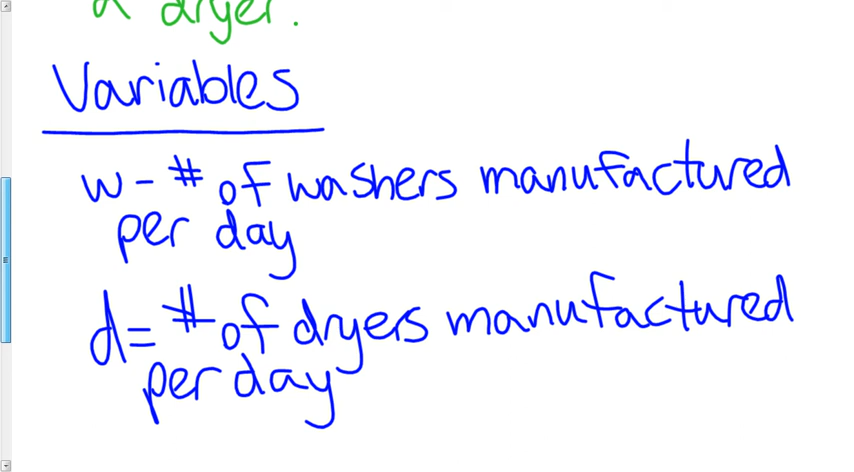 a dryer.
Variables
w - # of washers manufactured
per day
d = # of dryers manufactured
per day